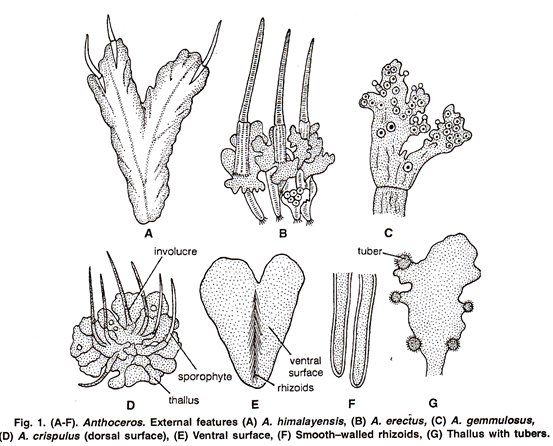 A
B
C
involucre
tuber
sporophyte
thallus
ventral
surface
rhizoids
D
E
F
G
Fig. 1. (A-F). Anthoceros. External features (A) A. himalayensis, (B) A. erectus, (C) A. gemmulosus,
(D) A. crispulus (dorsal surface), (E) Ventral surface, (F) Smooth–walled rhizoids, (G) Thallus with tubers.